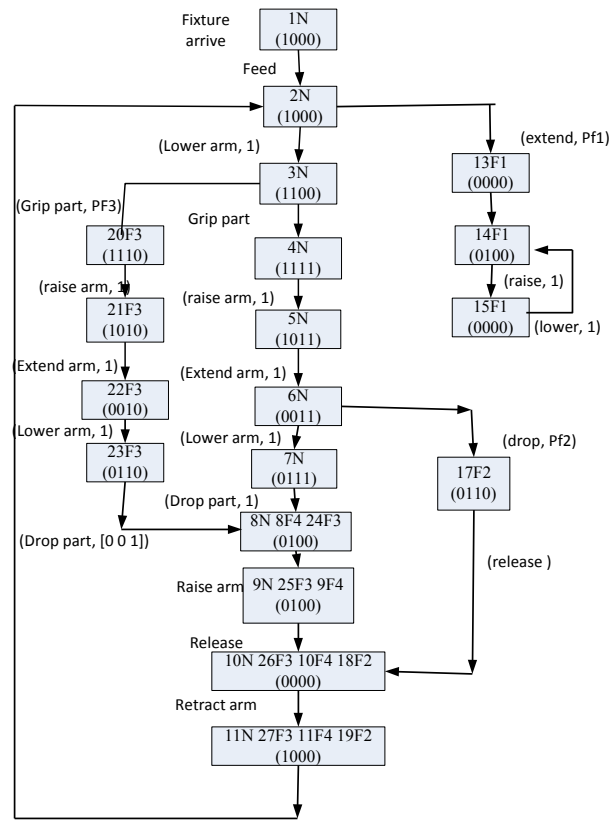 Fixture
arrive
1N
(1000)
Feed
2N
(1000)
(Lower arm, 1)
(extend, Pf1)
13F1
(0000)
3N
(1100)
(Grip part, PF3)
Grip part
20F3
(1110)
4N
(1111)
14F1
(0100)
(raise arm, 1)
(raise arm, 1)
(raise, 1)
21F3
(1010)
5N
(1011)
15F1
(0000)
(lower, 1)
(Extend arm, 1)
(Extend arm, 1)
22F3
(0010)
6N
(0011)
(Lower arm, 1)
(Lower arm, 1)
(drop, Pf2)
23F3
(0110)
7N
(0111)
17F2
(0110)
(Drop part, 1)
8N 8F4 24F3
(0100)
(Drop part, [0 0 1])
(release )
Raise arm
9N 25F3 9F4
(0100)
Release
10N 26F3 10F4 18F2
(0000)
Retract arm
11N 27F3 11F4 19F2
(1000)